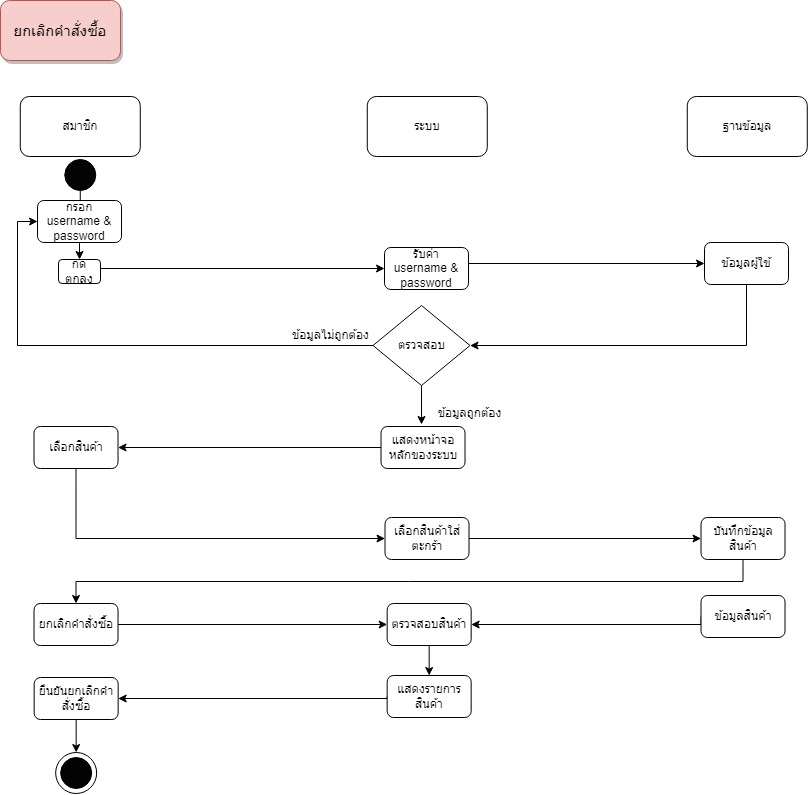 ยกเลิกคำสั่งซื้อ
สมาชิก
ระบบ
ฐานข้อมูล
กรอก
username &
password
กด
ตกลง
รับค่า
username &
password
ข้อมูลผู้ใช้
ข้อมูลไม่ถูกต้อง
ตรวจสอบ
ข้อมูลถูกต้อง
เลือกสินค้า
แสดงหน้าจอ
หลักของระบบ
เลือกสินค้าใส่
ตะกร้า
บันทึกข้อมูล
สินค้า
ยกเลิกคำสั่งซื้อ
ตรวจสอบสินค้า
ข้อมูลสินค้า
ยืนยันยกเลิกคำ
สั่งซื้อ
แสดงรายการ
สินค้า